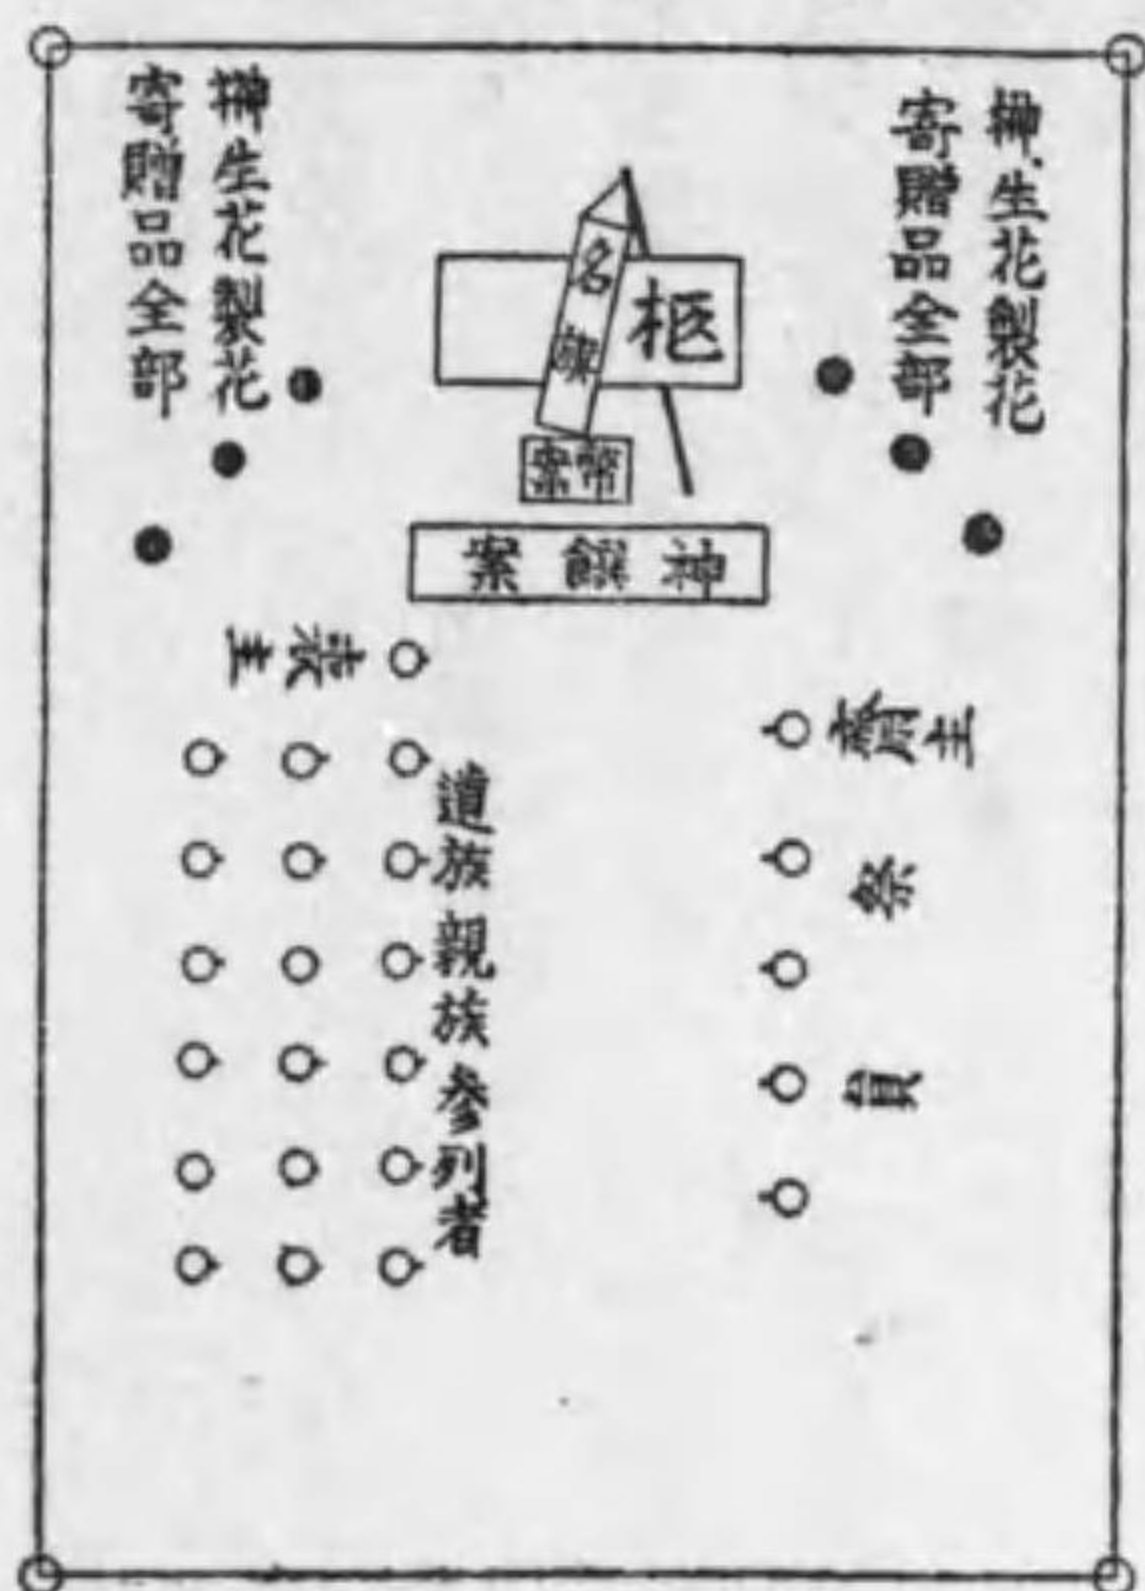 榊生花製花
寄贈品全部
榊生花製花
寄贈品全部
柩
名旗
幣案
神饌案
喪主
齋主
祭員
遺族親族参列者